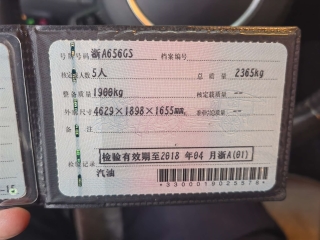 号牌号码 浙A656G5 档案编号
核定载人数 5人 总质量 2365kg
整备质量 1900kg 核定载质量 --
外廓尺寸 4629×1898×1655mm 准牵引总质量 --
备注
检验有效期至2018年04月浙A(01)
检验记录
汽油
*3300019025578*